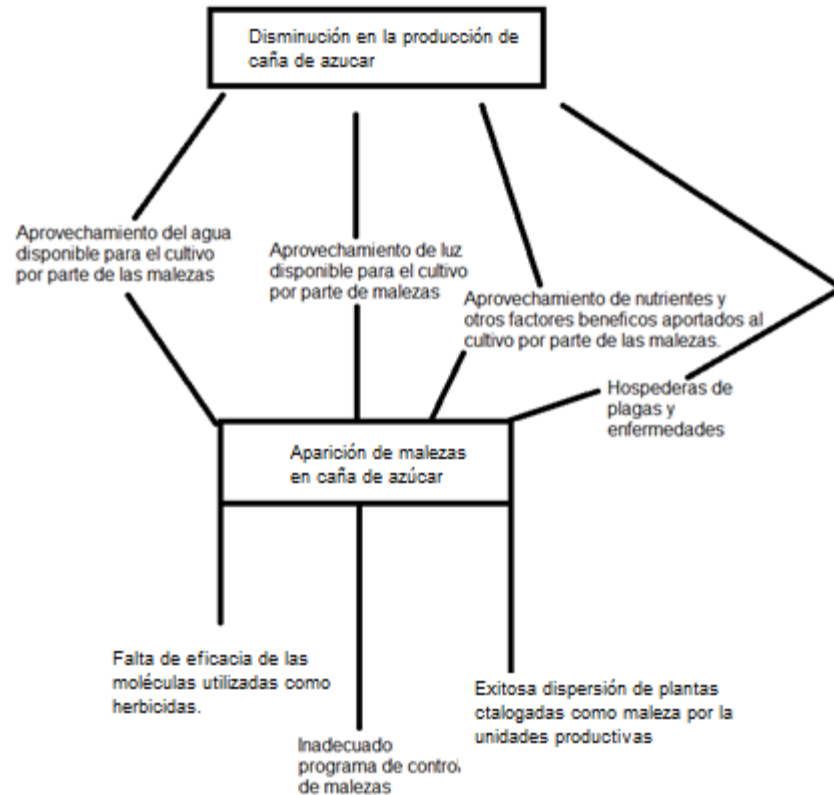 Disminución en la producción de
caña de azucar
Aprovechamiento del agua
disponible para el cultivo
por parte de las malezas
Aprovechamiento de luz
disponible para el cultivo
por parte de malezas
Aprovechamiento de nutrientes y
otros factores beneficos aportados al
cultivo por parte de las malezas.
Hospederas de
plagas y
enfermedades
Aparición de malezas
en caña de azúcar
Falta de eficacia de las
moléculas utilizadas como
herbicidas.
Inadecuado
programa de control
de malezas
Exitosa dispersión de plantas
ctalogadas como maleza por la
unidades productivas